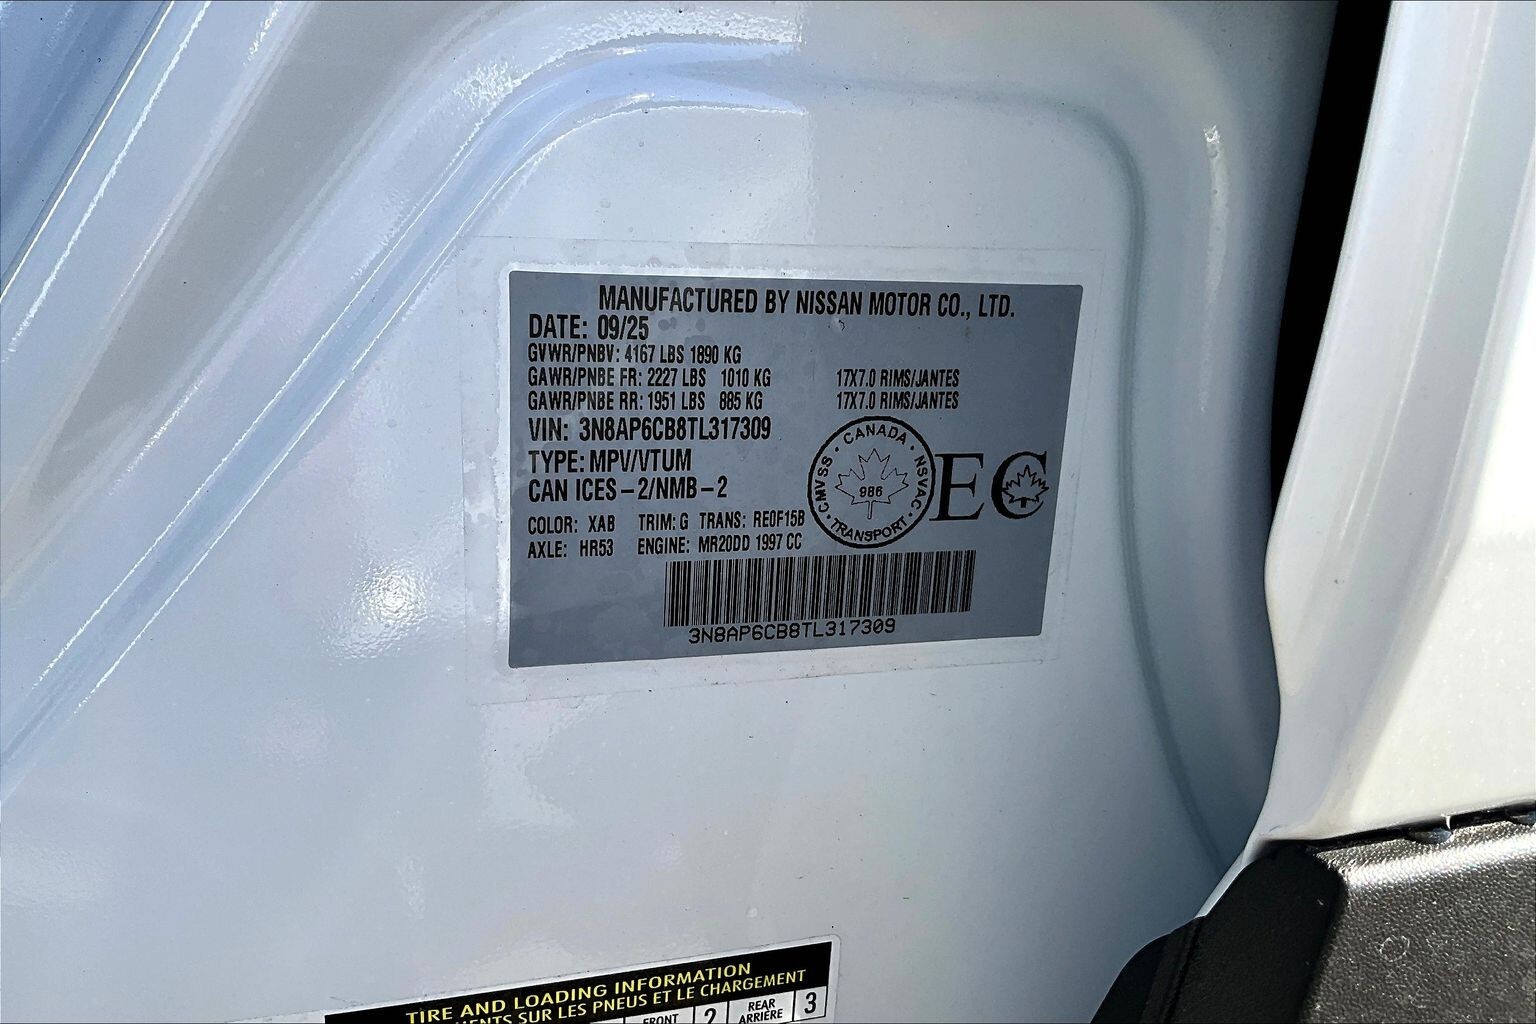 MANUFACTURED BY NISSAN MOTOR CO., LTD.
DATE: 09/25
GVWR/PNBV: 4167 LBS 1890 KG
GAWR/PNBE FR: 2227 LBS 1010 KG 17X7.0 RIMS/JANTES
GAWR/PNBE RR: 1951 LBS 885 KG 17X7.0 RIMS/JANTES
VIN: 3N8AP6CB8TL317309
TYPE: MPV/VTUM
CAN ICES-2/NMB-2
CANADA · NSVAC · TRANSPORT · CMVSS ·
986
EC
COLOR: XAB TRIM: G TRANS: RE0F15B
AXLE: HR53 ENGINE: MR20DD 1997 CC
3N8AP6CB8TL317309
TIRE AND LOADING INFORMATION
SUR LES PNEUS ET LE CHARGEMENT
FRONT 2 REAR 3
ARRIÈRE